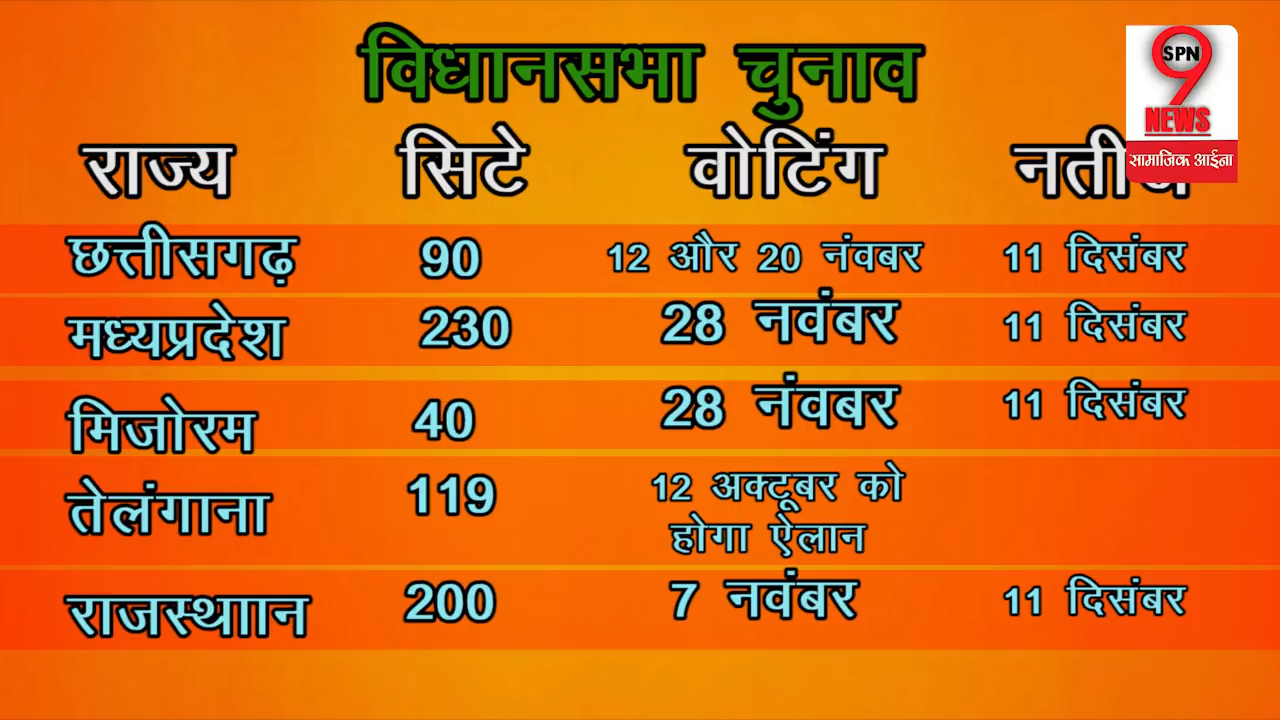 विधानसभा चुनाव
SPN
9
NEWS
सामाजिक आईना
राज्य सिटे वोटिंग
छत्तीसगढ़ 90 12 और 20 नंवबर 11 दिसंबर
मध्यप्रदेश 230 28 नवंबर 11 दिसंबर
मिजोरम 40 28 नंवबर 11 दिसंबर
तेलंगाना 119 12 अक्टूबर को
होगा ऐलान
राजस्थाान 200 7 नवंबर 11 दिसंबर